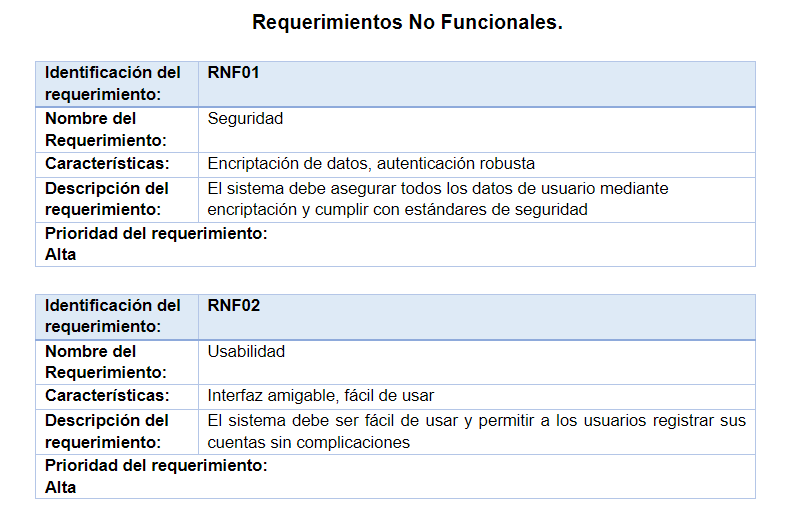 Requerimientos No Funcionales.
Identificación del requerimiento: RNF01
Nombre del Requerimiento: Seguridad
Características: Encriptación de datos, autenticación robusta
Descripción del requerimiento: El sistema debe asegurar todos los datos de usuario mediante encriptación y cumplir con estándares de seguridad
Prioridad del requerimiento:
Alta
Identificación del requerimiento: RNF02
Nombre del Requerimiento: Usabilidad
Características: Interfaz amigable, fácil de usar
Descripción del requerimiento: El sistema debe ser fácil de usar y permitir a los usuarios registrar sus cuentas sin complicaciones
Prioridad del requerimiento:
Alta